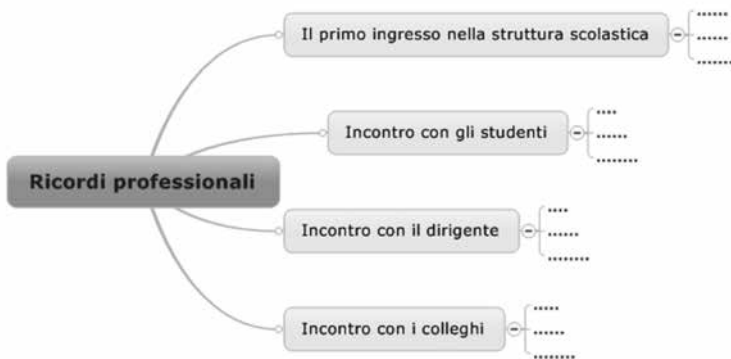 Il primo ingresso nella struttura scolastica
......
......
.......
Incontro con gli studenti
....
......
........
Ricordi professionali
Incontro con il dirigente
....
......
........
Incontro con i colleghi
.....
......
........